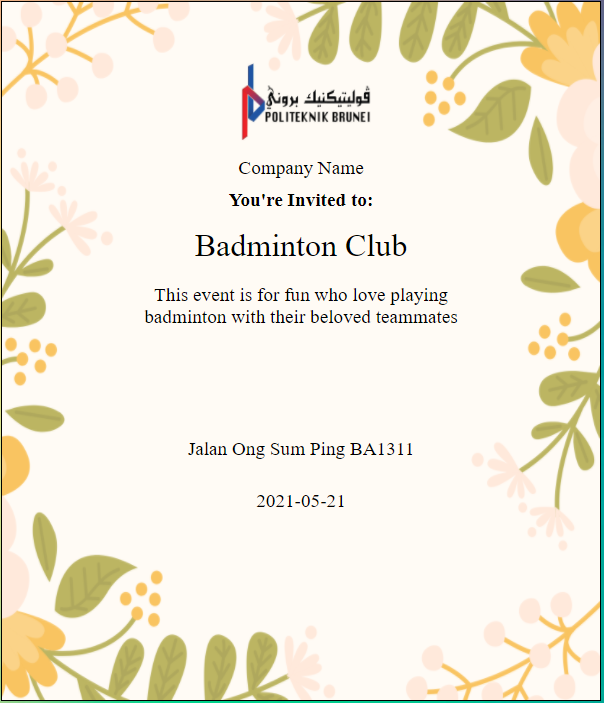 ڤوليتيكنيك بروني
POLITEKNIK BRUNEI
Company Name
You're Invited to:
Badminton Club
This event is for fun who love playing
badminton with their beloved teammates
Jalan Ong Sum Ping BA1311
2021-05-21